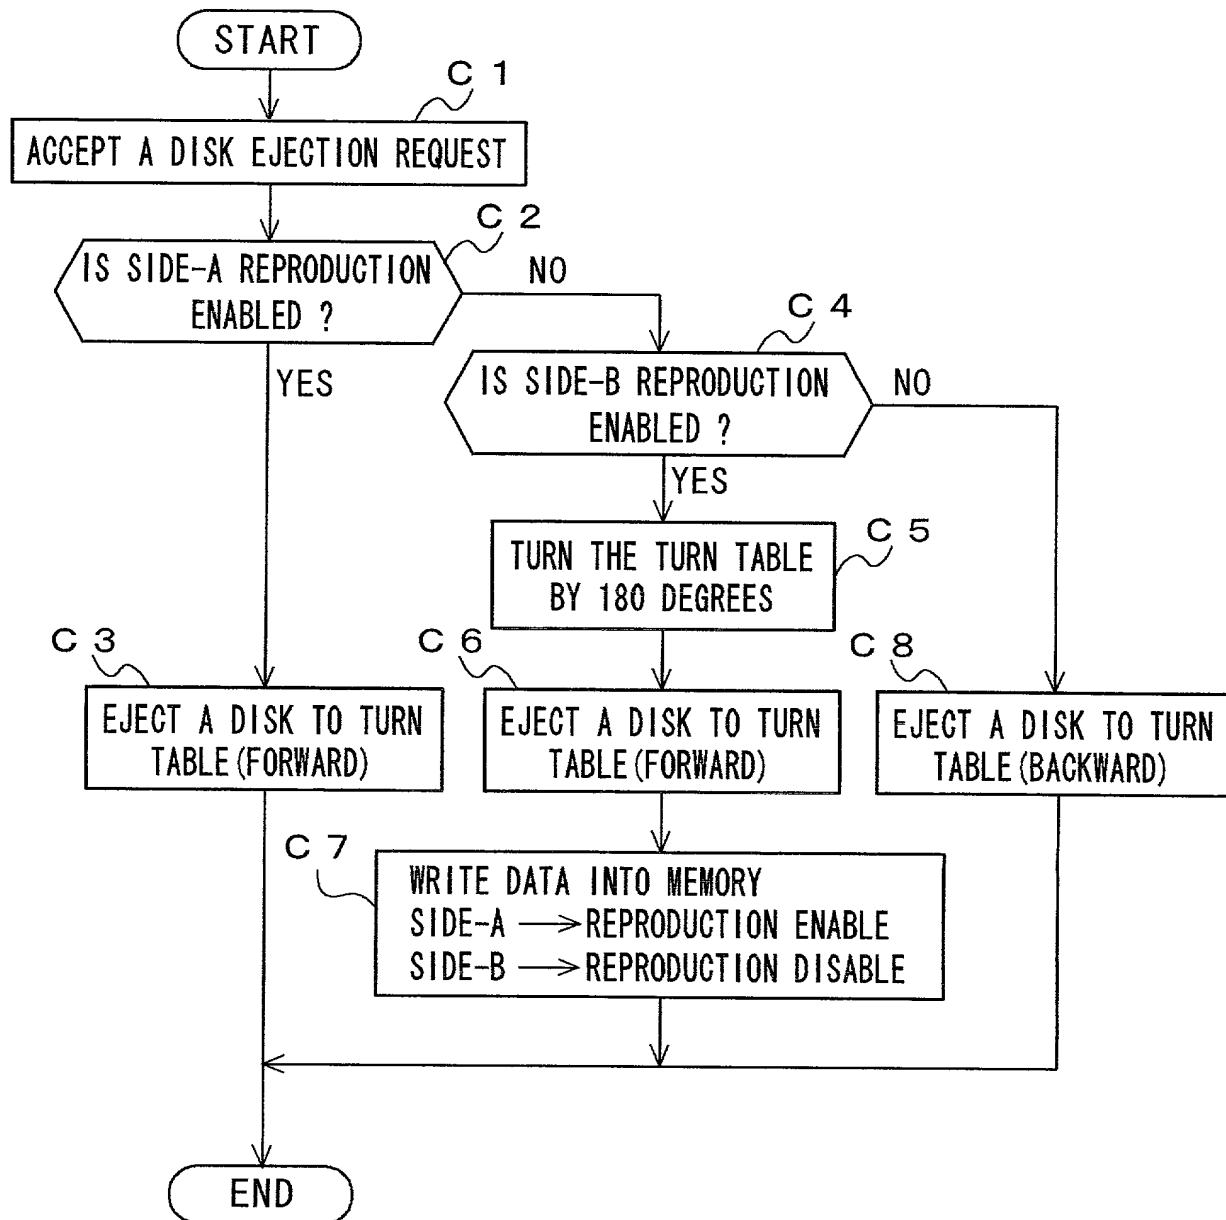 START
C 1
ACCEPT A DISK EJECTION REQUEST
C 2
IS SIDE-A REPRODUCTION
ENABLED ?
NO
YES
C 4
IS SIDE-B REPRODUCTION
ENABLED ?
NO
YES
C 5
TURN THE TURN TABLE
BY 180 DEGREES
C 3
EJECT A DISK TO TURN
TABLE(FORWARD)
C 6
EJECT A DISK TO TURN
TABLE(FORWARD)
C 8
EJECT A DISK TO TURN
TABLE(BACKWARD)
C 7
WRITE DATA INTO MEMORY
SIDE-A → REPRODUCTION ENABLE
SIDE-B → REPRODUCTION DISABLE
END